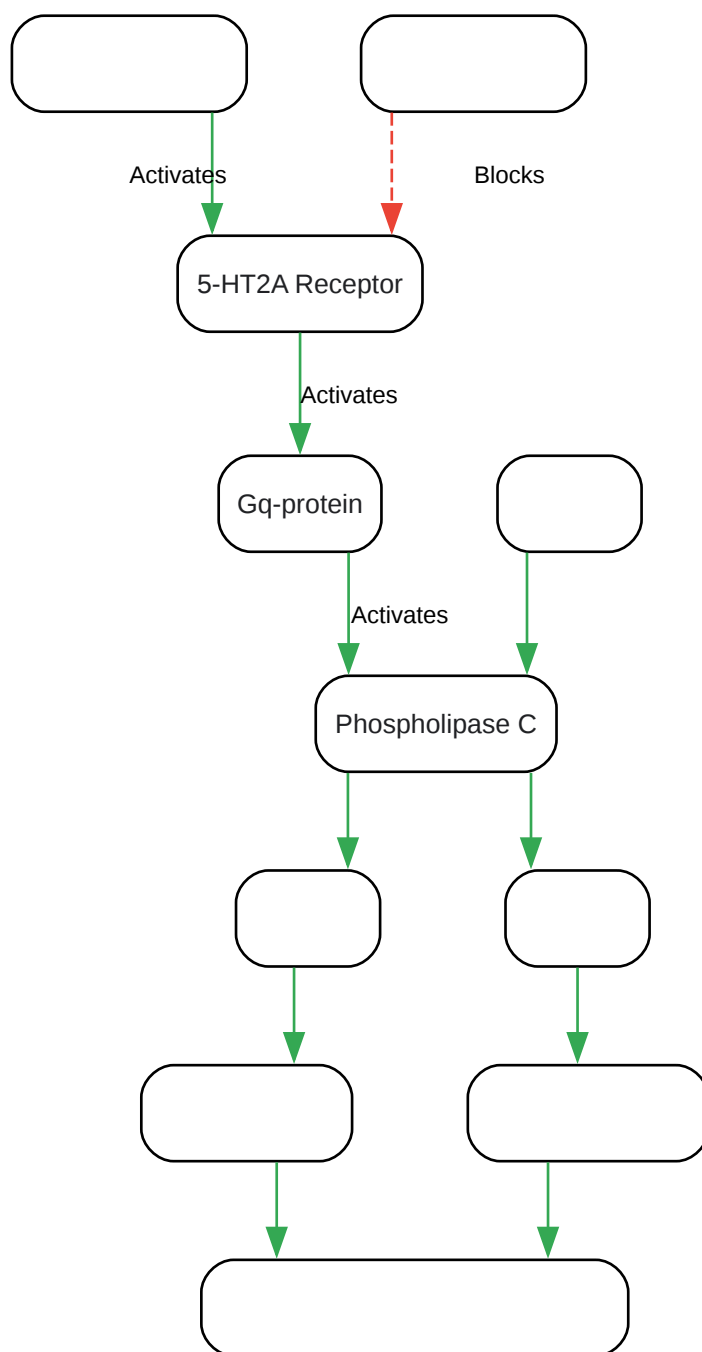 Activates
Blocks
5-HT2A Receptor
Activates
Gq-protein
Activates
Phospholipase C